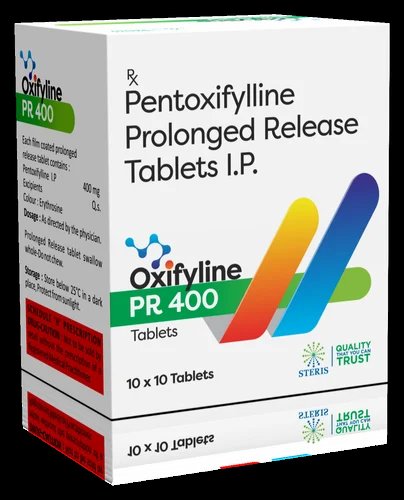 Oxifyline
PR 400
Each film coated prolonged
release tablet contains :
Pentoxifylline I.P 400 mg
Excipients Q.s.
Colour : Erythrosine
Dosage : As directed by the physician.
Prolonged Release tablet swallow
whole-Do not chew.
Storage : Store below 25°C in a dark
place, Protect from sunlight.
Rx
Pentoxifylline
Prolonged Release
Tablets I.P.
Oxifyline
PR 400
Tablets
10 x 10 Tablets
STERIS
QUALITY
THAT YOU CAN
TRUST